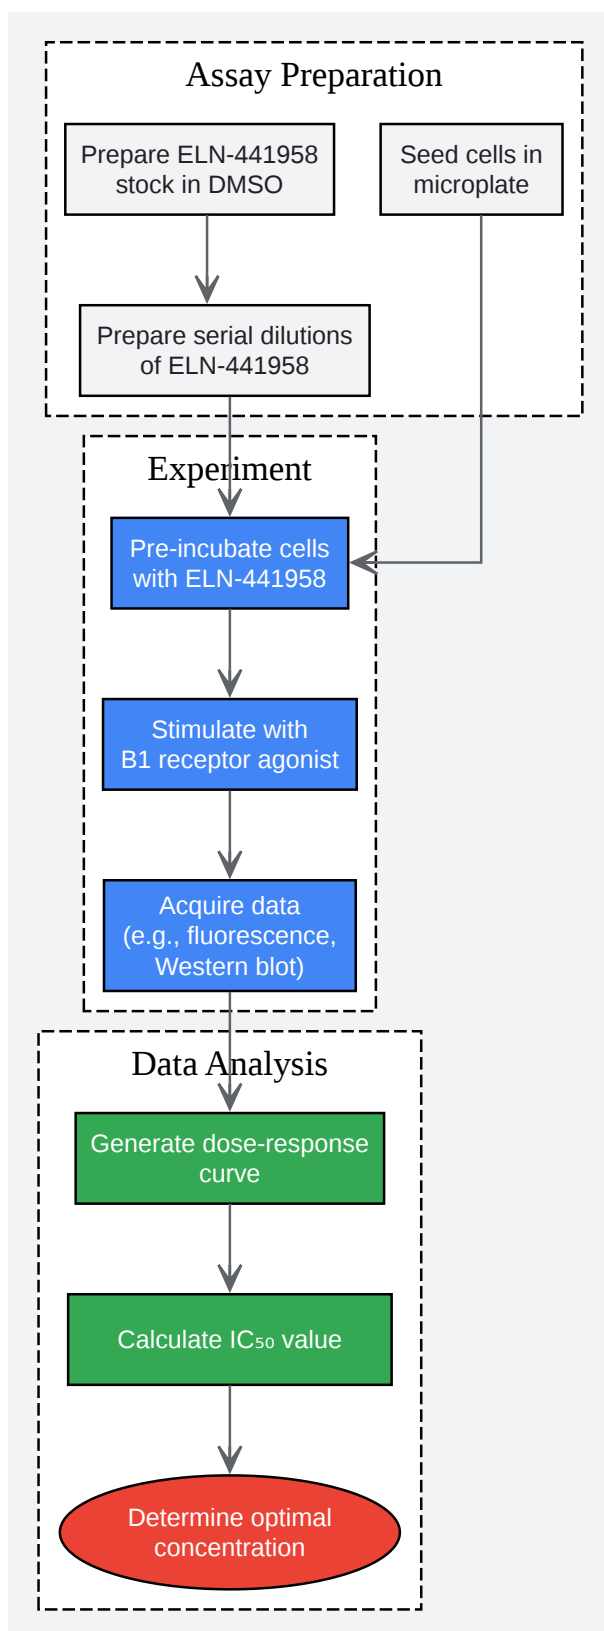 Assay Preparation
Prepare ELN-441958
stock in DMSO
Seed cells in
microplate
Prepare serial dilutions
of ELN-441958
Experiment
Pre-incubate cells
with ELN-441958
Stimulate with
B1 receptor agonist
Acquire data
(e.g., fluorescence,
Western blot)
Data Analysis
Generate dose-response
curve
Calculate IC₅₀ value
Determine optimal
concentration